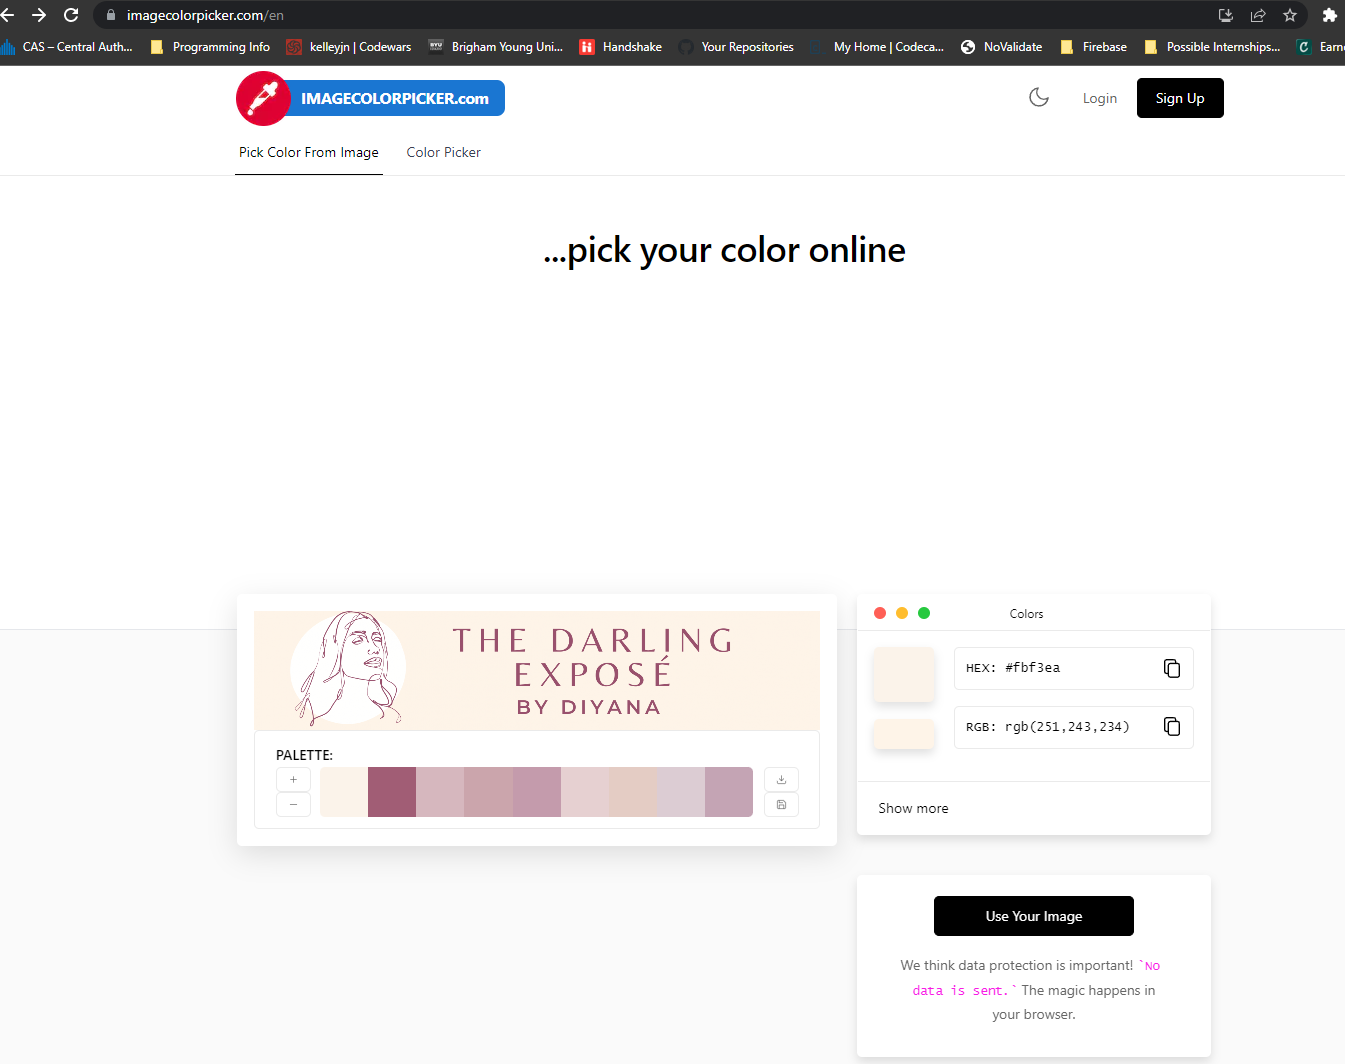 imagecolorpicker.com/en
CAS – Central Auth... Programming Info kelleyjn | Codewars BYU Brigham Young Uni... Handshake Your Repositories My Home | Codeca... NoValidate Firebase Possible Internships... Earn
IMAGECOLORPICKER.com
Login
Sign Up
Pick Color From Image
Color Picker
...pick your color online
THE DARLING
EXPOSÉ
BY DIYANA
PALETTE:
+
−
Colors
HEX: #fbf3ea
RGB: rgb(251,243,234)
Show more
Use Your Image
We think data protection is important! `No
data is sent.` The magic happens in
your browser.